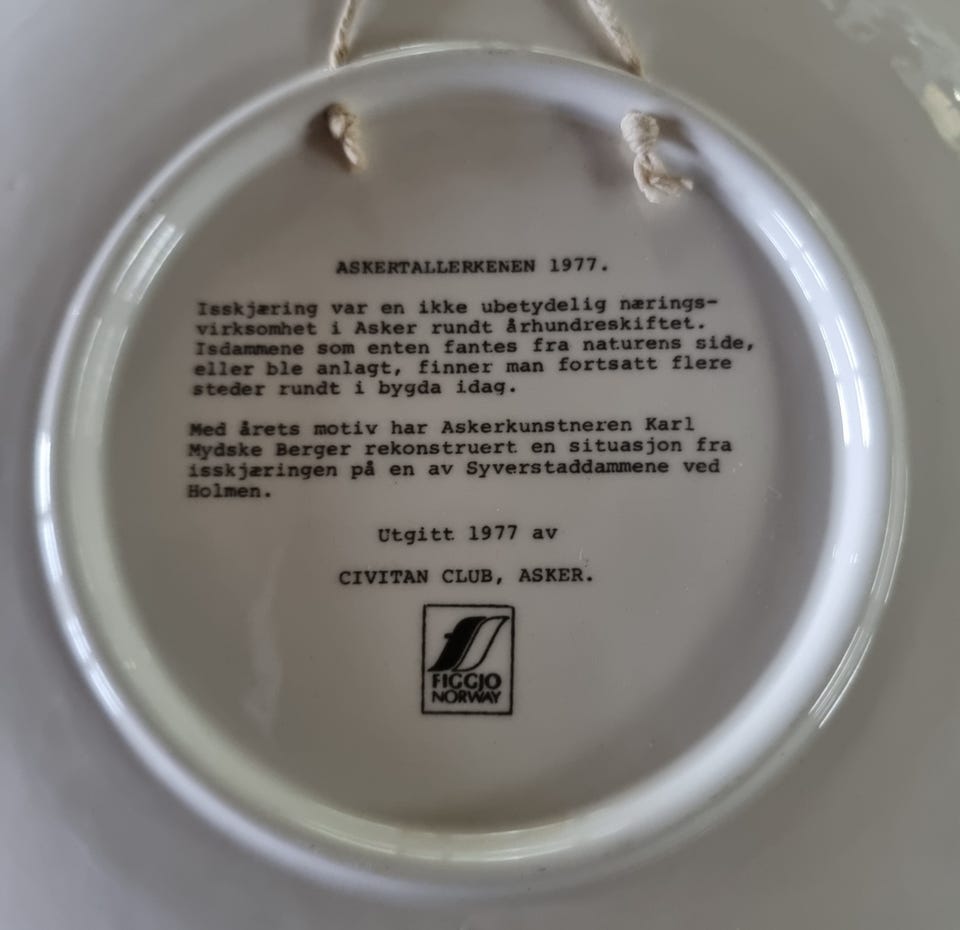 ASKERTALLERKENEN 1977.
Isskjæring var en ikke ubetydelig nærings-
virksomhet i Asker rundt århundreskiftet.
Isdammene som enten fantes fra naturens side,
eller ble anlagt, finner man fortsatt flere
steder rundt i bygda idag.
Med årets motiv har Askerkunstneren Karl
Mydske Berger rekonstruert en situasjon fra
isskjæringen på en av Syverstaddammene ved
Holmen.
Utgitt 1977 av
CIVITAN CLUB, ASKER.
FIGGJO
NORWAY